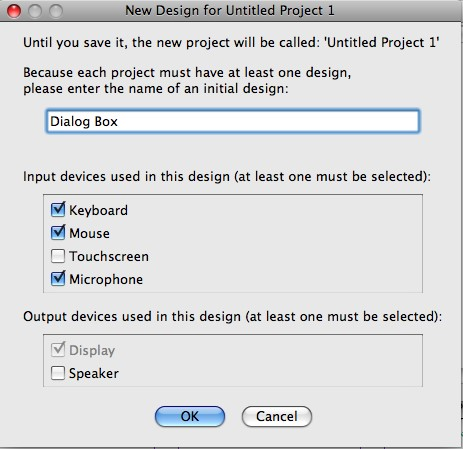 New Design for Untitled Project 1
Until you save it, the new project will be called: 'Untitled Project 1'
Because each project must have at least one design,
please enter the name of an initial design:
Dialog Box
Input devices used in this design (at least one must be selected):
Keyboard
Mouse
Touchscreen
Microphone
Output devices used in this design (at least one must be selected):
Display
Speaker
OK
Cancel